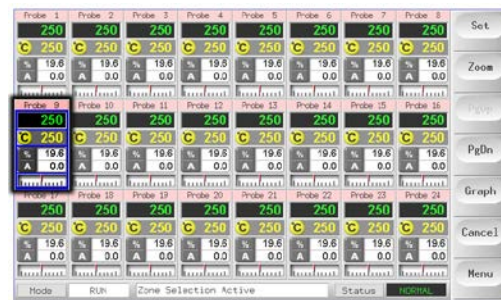 Probe 1 Probe 2 Probe 3 Probe 4 Probe 5 Probe 6 Probe 7 Probe 8
250 250 250 250 250 250 250 250
°C 250 °C 250 °C 250 °C 250 °C 250 °C 250 °C 250 °C 250
% 19.6 % 19.6 % 19.6 % 19.6 % 19.6 % 19.6 % 19.6 % 19.6
A 0.0 A 0.0 A 0.0 A 0.0 A 0.0 A 0.0 A 0.0 A 0.0
Probe 9 Probe 10 Probe 11 Probe 12 Probe 13 Probe 14 Probe 15 Probe 16
250 250 250 250 250 250 250 250
°C 250 °C 250 °C 250 °C 250 °C 250 °C 250 °C 250 °C 250
% 19.6 % 19.6 % 19.6 % 19.6 % 19.6 % 19.6 % 19.6 % 19.6
A 0.0 A 0.0 A 0.0 A 0.0 A 0.0 A 0.0 A 0.0 A 0.0
Probe 17 Probe 18 Probe 19 Probe 20 Probe 21 Probe 22 Probe 23 Probe 24
250 250 250 250 250 250 250 250
°C 250 °C 250 °C 250 °C 250 °C 250 °C 250 °C 250 °C 250
% 19.6 % 19.6 % 19.6 % 19.6 % 19.6 % 19.6 % 19.6 % 19.6
A 0.0 A 0.0 A 0.0 A 0.0 A 0.0 A 0.0 A 0.0 A 0.0
Mode RUN Zone Selection Active Status NORMAL
Set
Zoom
PgUp
PgDn
Graph
Cancel
Menu